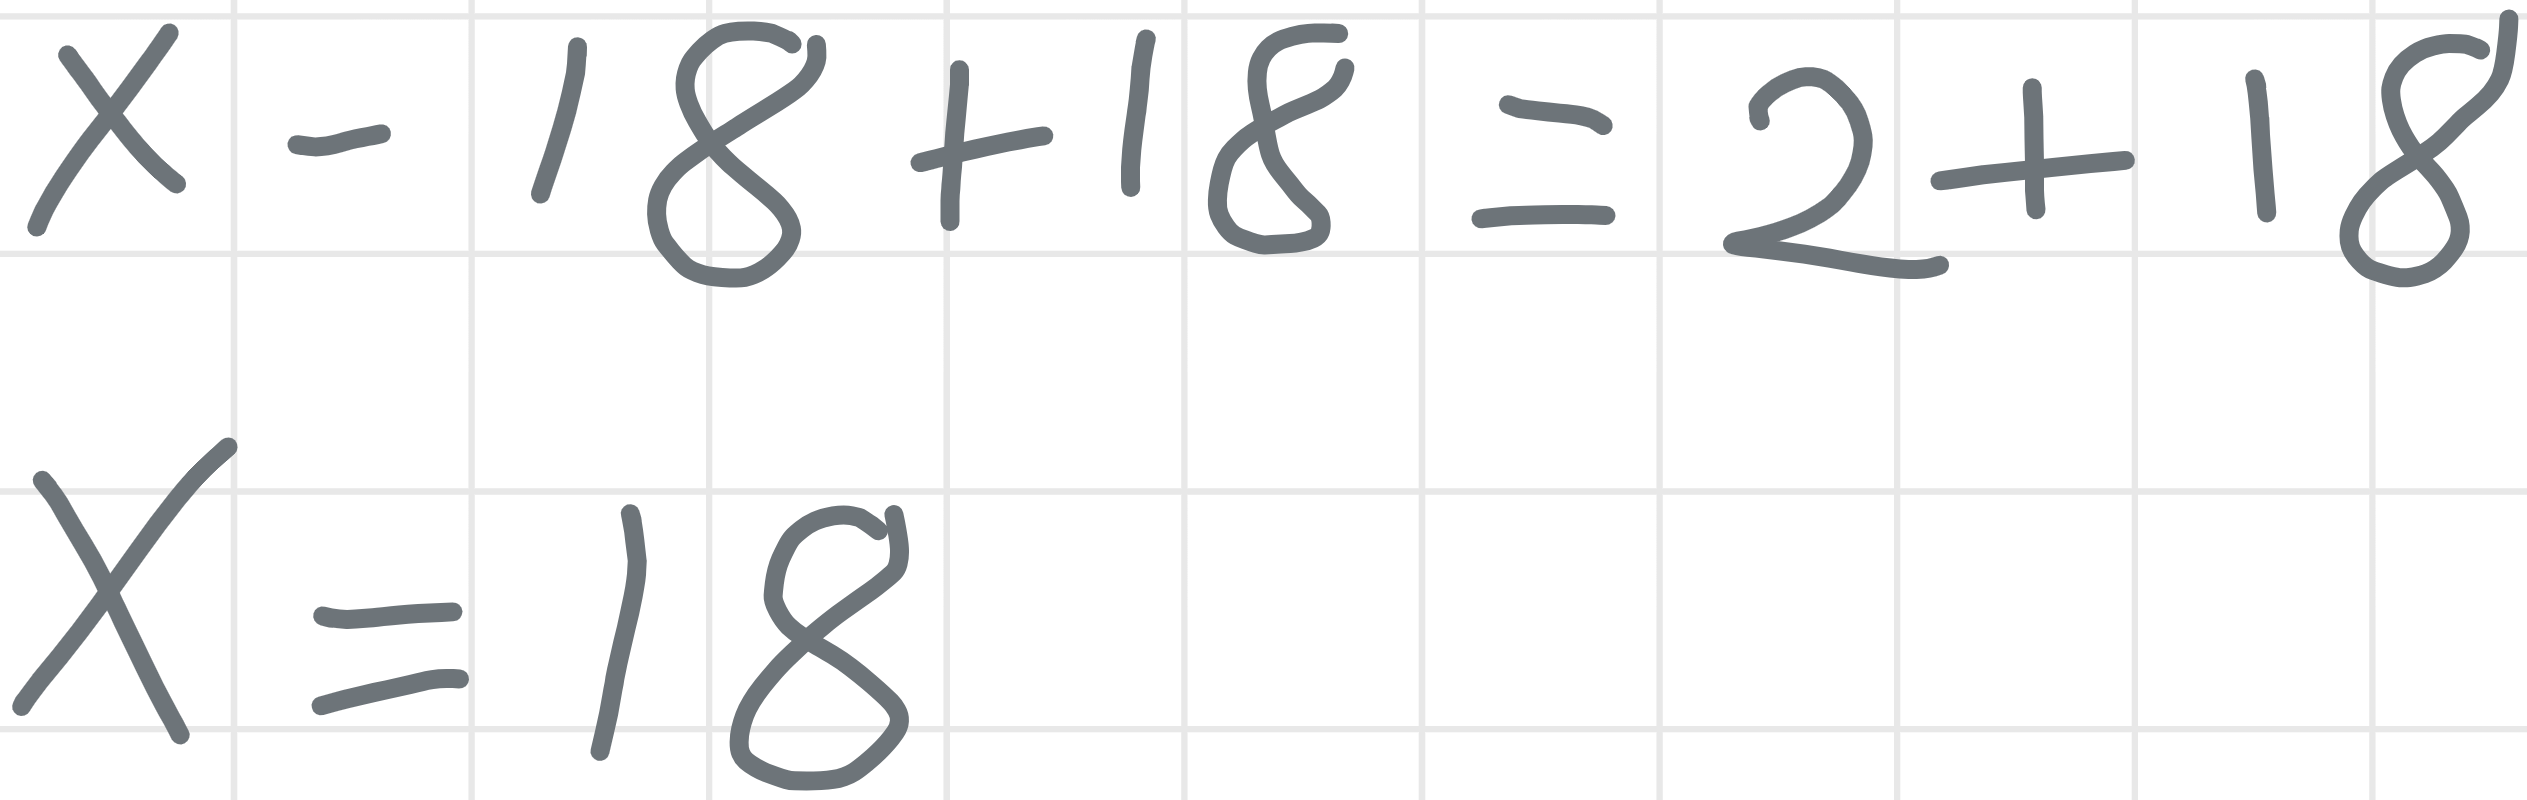 X - 18 + 18 = 2 + 18
X = 18